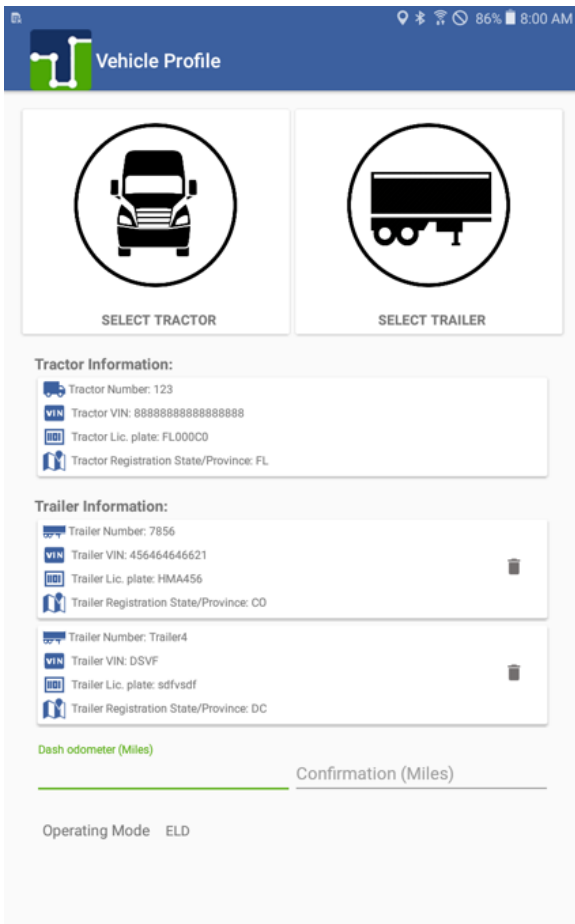 86% 8:00 AM
Vehicle Profile
SELECT TRACTOR
SELECT TRAILER
Tractor Information:
Tractor Number: 123
VIN Tractor VIN: 88888888888888888
Tractor Lic. plate: FL000C0
Tractor Registration State/Province: FL
Trailer Information:
Trailer Number: 7856
VIN Trailer VIN: 456464646621
Trailer Lic. plate: HMA456
Trailer Registration State/Province: CO
Trailer Number: Trailer4
VIN Trailer VIN: DSVF
Trailer Lic. plate: sdfvsdf
Trailer Registration State/Province: DC
Dash odometer (Miles)
Confirmation (Miles)
Operating Mode ELD